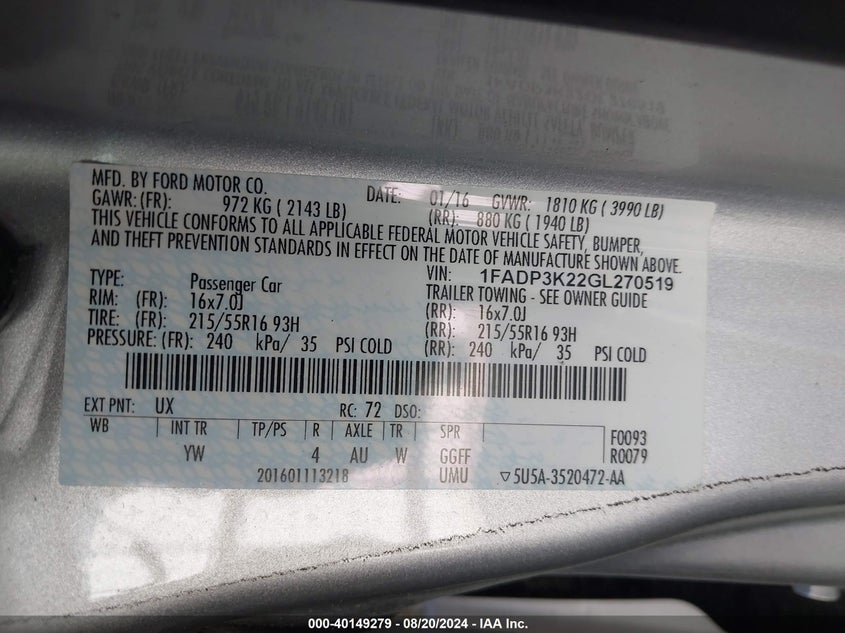 MFD. BY FORD MOTOR CO.
DATE: 01/16 GVWR: 1810 KG ( 3990 LB)
GAWR: (FR): 972 KG ( 2143 LB) (RR): 880 KG ( 1940 LB)
THIS VEHICLE CONFORMS TO ALL APPLICABLE FEDERAL MOTOR VEHICLE SAFETY, BUMPER,
AND THEFT PREVENTION STANDARDS IN EFFECT ON THE DATE OF MANUFACTURE SHOWN ABOVE.
VIN: 1FADP3K22GL270519
TYPE: Passenger Car TRAILER TOWING - SEE OWNER GUIDE
RIM: (FR): 16x7.0J (RR): 16x7.0J
TIRE: (FR): 215/55R16 93H (RR): 215/55R16 93H
PRESSURE: (FR): 240 kPa/ 35 PSI COLD (RR): 240 kPa/ 35 PSI COLD
EXT PNT: UX RC: 72 DSO:
WB INT TR TP/PS R AXLE TR SPR F0093
YW 4 AU W GGFF R0079
201601113218 UMU ▽5U5A-3520472-AA
000-40149279 - 08/20/2024 - IAA Inc.